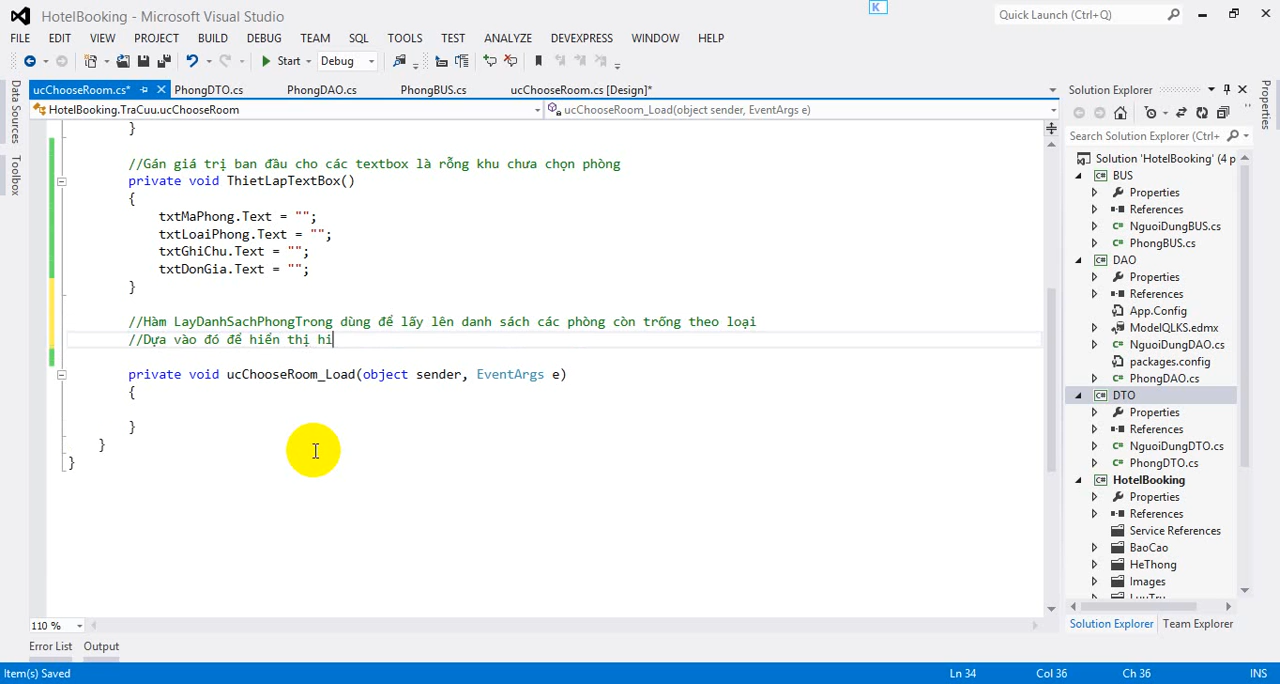 HotelBooking - Microsoft Visual Studio
K
Quick Launch (Ctrl+Q)
FILE EDIT VIEW PROJECT BUILD DEBUG TEAM SQL TOOLS TEST ANALYZE DEVEXPRESS WINDOW HELP
Start Debug
ucChooseRoom.cs* PhongDTO.cs PhongDAO.cs PhongBUS.cs ucChooseRoom.cs [Design]*
HotelBooking.TraCuu.ucChooseRoom ucChooseRoom_Load(object sender, EventArgs e)
Data Sources
Toolbox
}
//Gán giá trị ban đầu cho các textbox là rỗng khu chưa chọn phòng
private void ThietLapTextBox()
{
txtMaPhong.Text = "";
txtLoaiPhong.Text = "";
txtGhiChu.Text = "";
txtDonGia.Text = "";
}
//Hàm LayDanhSachPhongTrong dùng để lấy lên danh sách các phòng còn trống theo loại
//Dựa vào đó để hiển thị hi
private void ucChooseRoom_Load(object sender, EventArgs e)
{
}
}
}
110 %
Error List Output
Item(s) Saved Ln 34 Col 36 Ch 36 INS
Solution Explorer
Search Solution Explorer (Ctrl+
Solution 'HotelBooking' (4 p
BUS
Properties
References
NguoiDungBUS.cs
PhongBUS.cs
DAO
Properties
References
App.Config
ModelQLKS.edmx
NguoiDungDAO.cs
packages.config
PhongDAO.cs
DTO
Properties
References
NguoiDungDTO.cs
PhongDTO.cs
HotelBooking
Properties
References
Service References
BaoCao
HeThong
Images
LuuTru
Solution Explorer Team Explorer
Properties